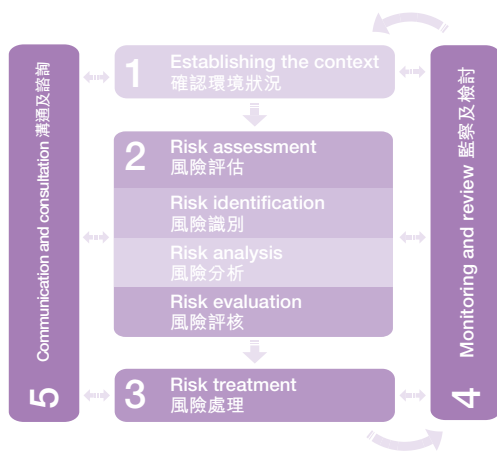 5 Communication and consultation 溝通及諮詢
1 Establishing the context
確認環境狀況
2 Risk assessment
風險評估
Risk identification
風險識別
Risk analysis
風險分析
Risk evaluation
風險評核
3 Risk treatment
風險處理
4 Monitoring and review 監察及檢討